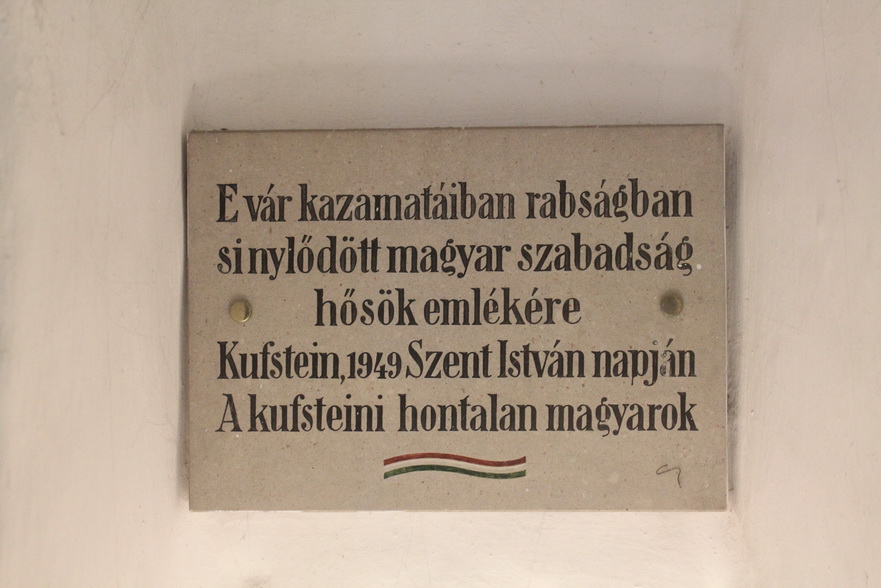 E vár kazamatáiban rabságban
sinylődött magyar szabadság
hősök emlékére
Kufstein, 1949 Szent István napján
A kufsteini hontalan magyarok